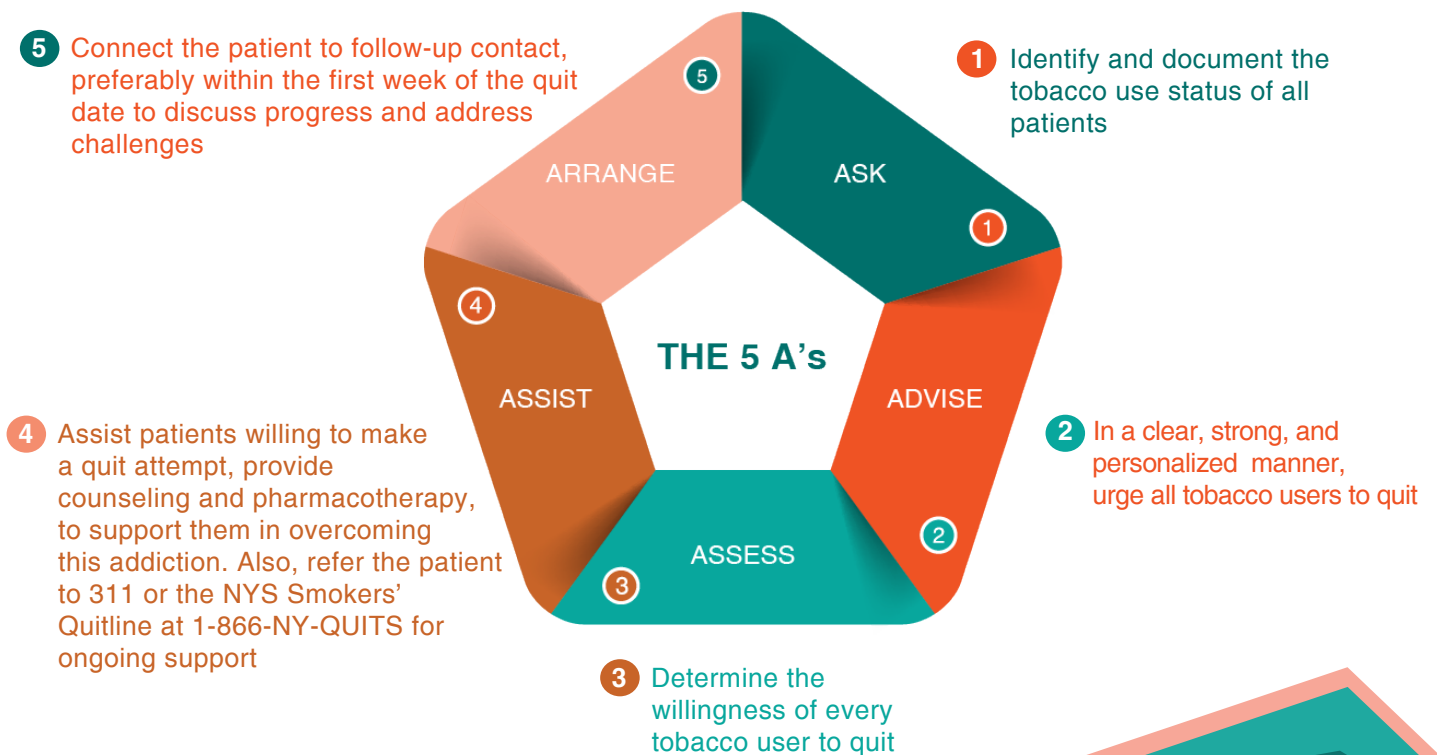 THE 5 A's
ASK
1
1 Identify and document the
tobacco use status of all
patients
ADVISE
2
2 In a clear, strong, and
personalized manner,
urge all tobacco users to quit
ASSESS
3
3 Determine the
willingness of every
tobacco user to quit
ASSIST
4
4 Assist patients willing to make
a quit attempt, provide
counseling and pharmacotherapy,
to support them in overcoming
this addiction. Also, refer the patient
to 311 or the NYS Smokers’
Quitline at 1-866-NY-QUITS for
ongoing support
ARRANGE
5
5 Connect the patient to follow-up contact,
preferably within the first week of the quit
date to discuss progress and address
challenges